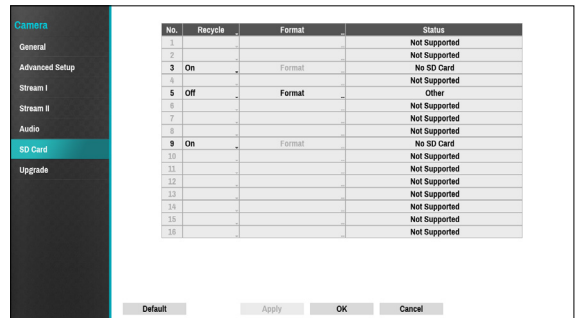 Camera
General
Advanced Setup
Stream I
Stream II
Audio
SD Card
Upgrade
No. Recycle Format Status
1 Not Supported
2 Not Supported
3 On Format No SD Card
4 Not Supported
5 Off Format Other
6 Not Supported
7 Not Supported
8 Not Supported
9 On Format No SD Card
10 Not Supported
11 Not Supported
12 Not Supported
13 Not Supported
14 Not Supported
15 Not Supported
16 Not Supported
Default Apply OK Cancel